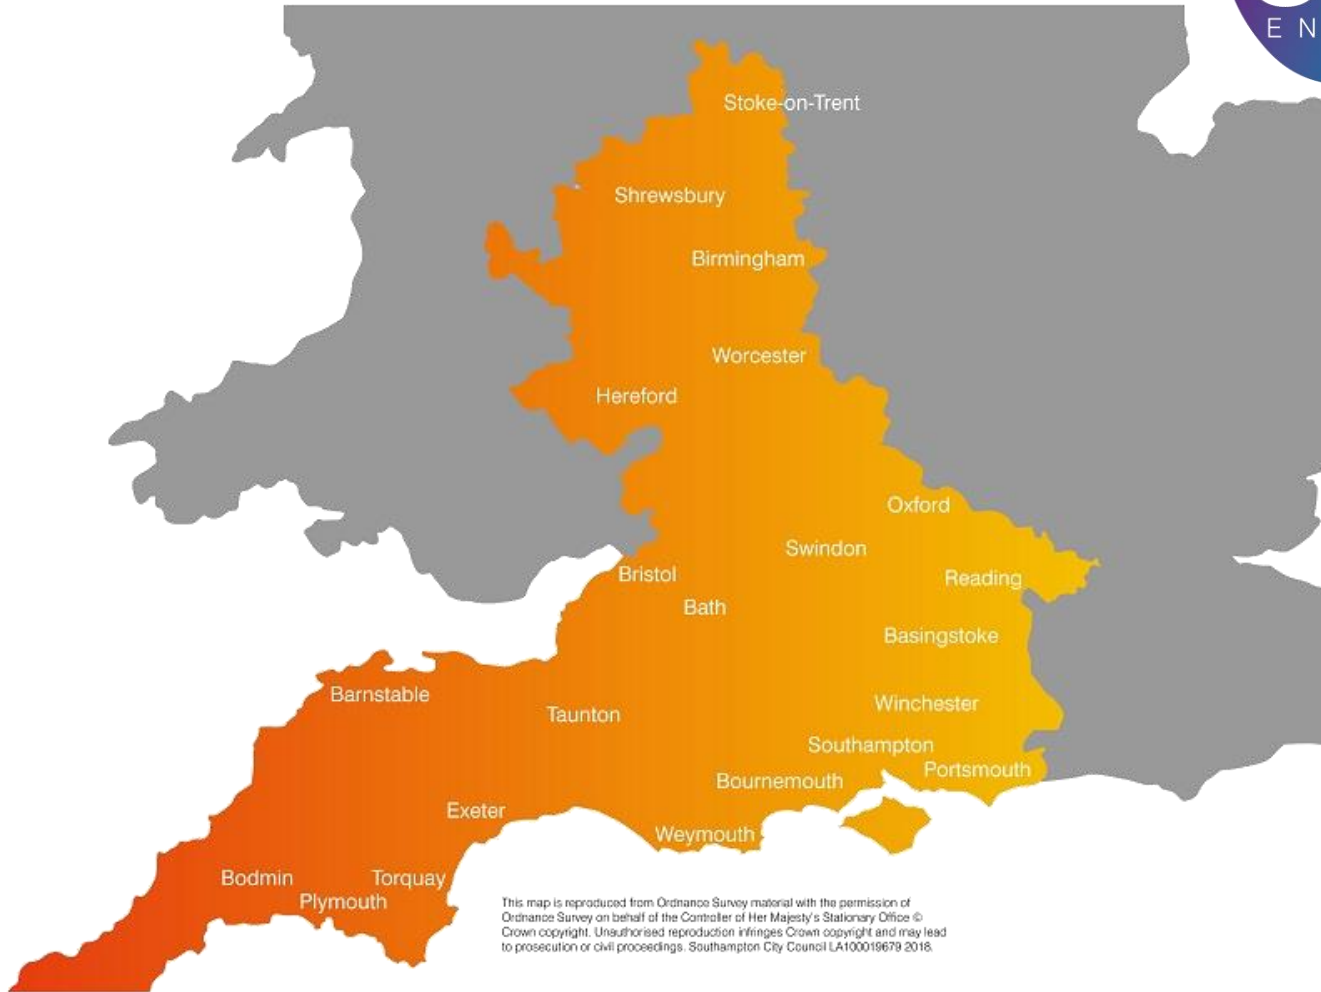 E N
Stoke-on-Trent
Shrewsbury
Birmingham
Worcester
Hereford
Oxford
Swindon
Bristol
Reading
Bath
Basingstoke
Barnstable
Winchester
Taunton
Southampton
Portsmouth
Bournemouth
Exeter
Weymouth
Bodmin
Torquay
Plymouth
This map is reproduced from Ordnance Survey material with the permission of
Ordnance Survey on behalf of the Controller of Her Majesty's Stationary Office ©
Crown copyright. Unauthorised reproduction infringes Crown copyright and may lead
to prosecution or civil proceedings. Southampton City Council LA100019679 2018.